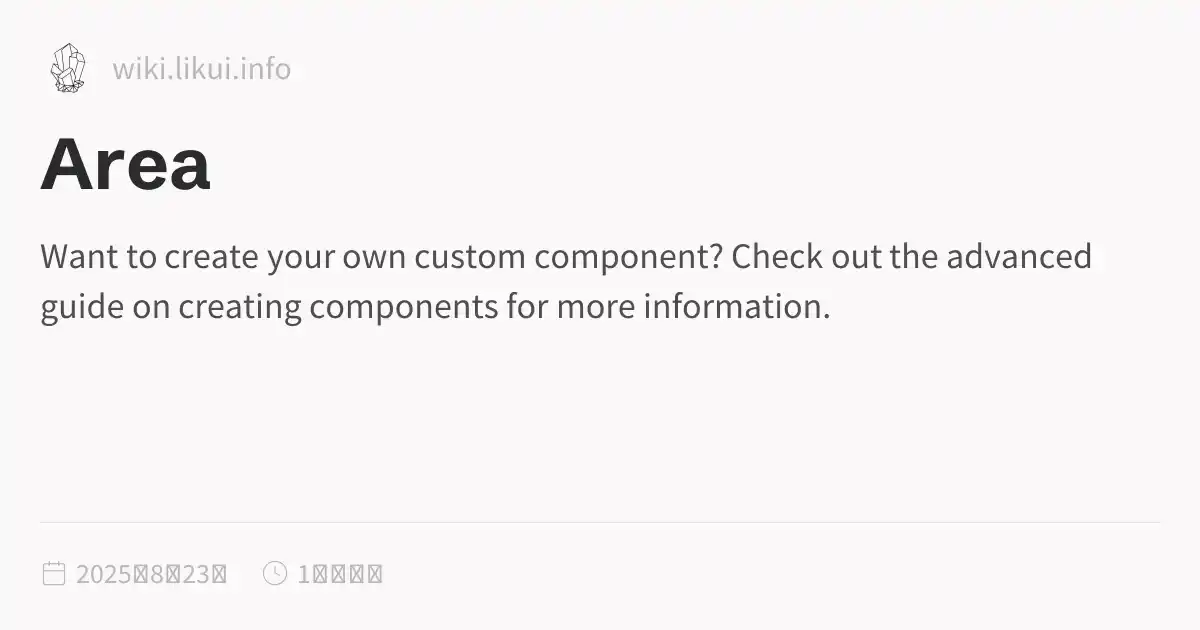 wiki.likui.info
Area
Want to create your own custom component? Check out the advanced
guide on creating components for more information.
2025 8 23
1